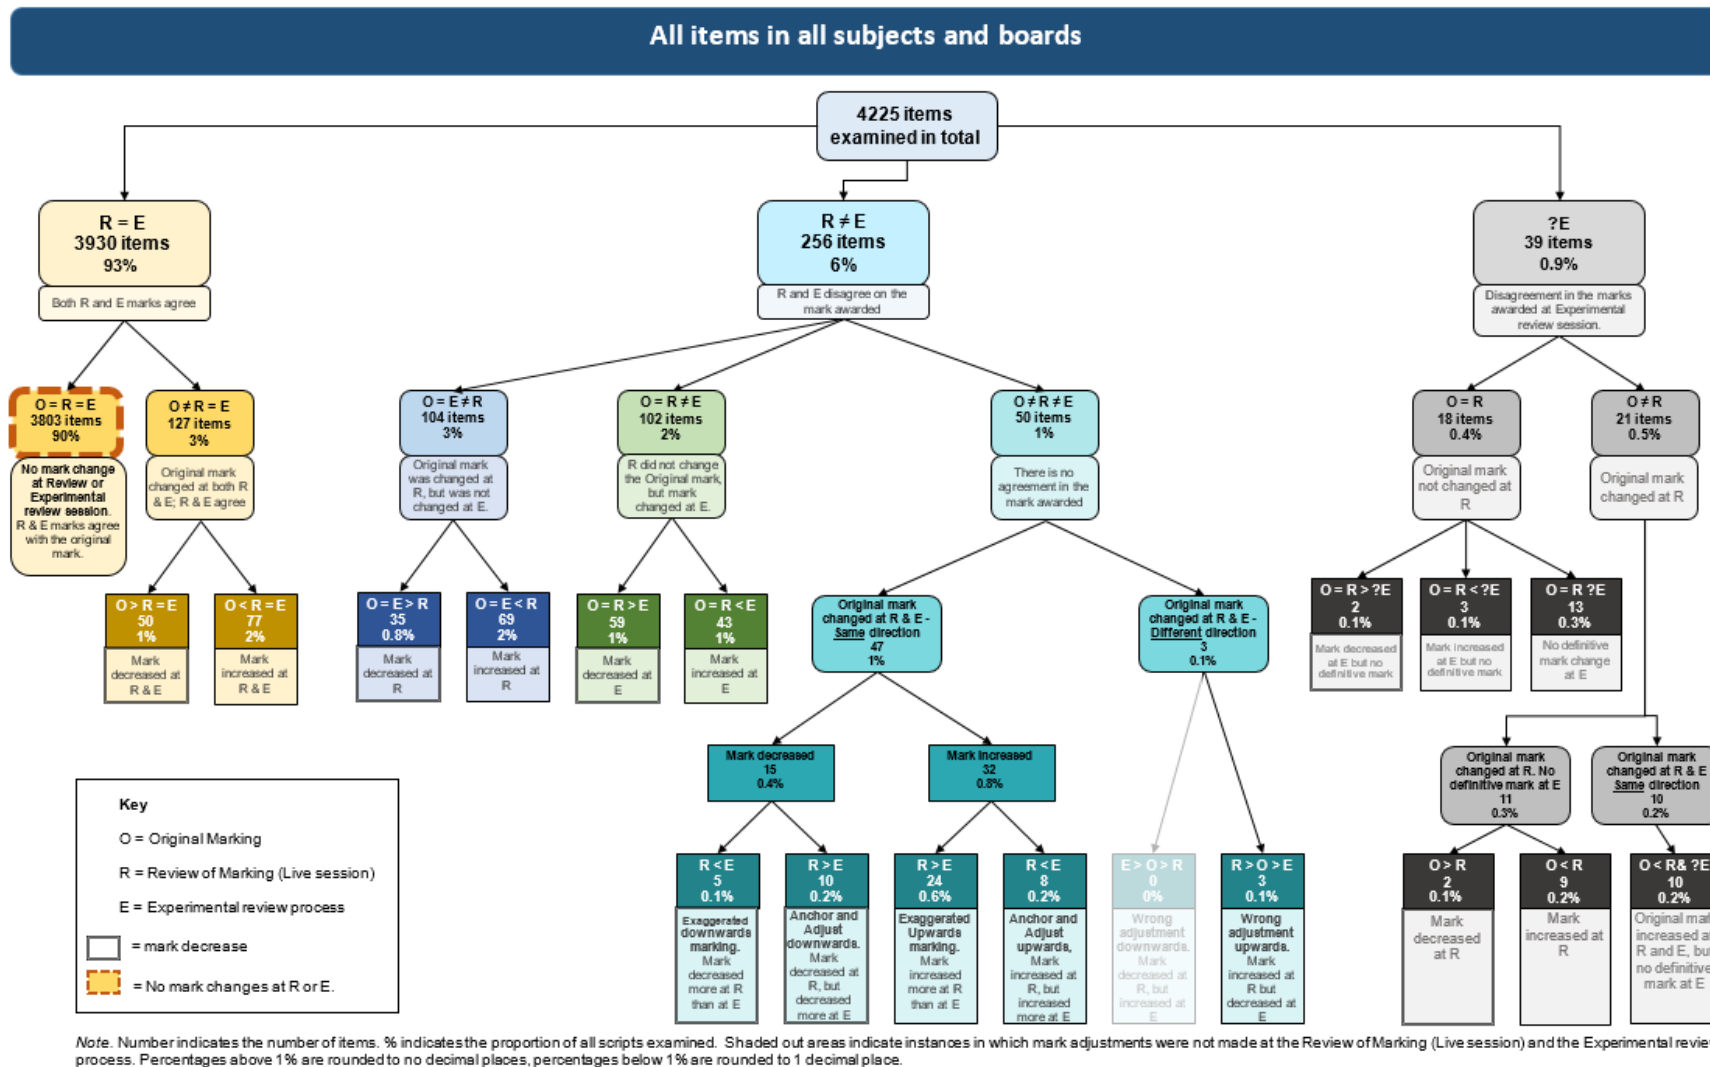 All items in all subjects and boards
4225 items
examined in total
R = E
3930 items
93%
Both R and E marks agree
R ≠ E
256 items
6%
R and E disagree on the
mark awarded
?E
39 items
0.9%
Disagreement in the marks
awarded at Experimental
review session.
O = R = E
3803 items
90%
No mark change
at Review or
Experimental
review session.
R & E marks agree
with the original
mark.
O ≠ R = E
127 items
3%
Original mark
changed at both R
& E; R & E agree
O = E ≠ R
104 items
3%
Original mark
was changed at
R, but was not
changed at E.
O = R ≠ E
102 items
2%
R did not change
the Original mark,
but mark
changed at E.
O ≠ R ≠ E
50 items
1%
There is no
agreement in the
mark awarded
O = R
18 items
0.4%
Original mark
not changed at
R
O ≠ R
21 items
0.5%
Original mark
changed at R
O > R = E
50
1%
Mark
decreased at
R & E
O < R = E
77
2%
Mark
increased at
R & E
O = E > R
35
0.8%
Mark
decreased at
R
O = E < R
69
2%
Mark
increased at
R
O = R > E
59
1%
Mark
decreased at
E
O = R < E
43
1%
Mark
increased at
E
Original mark
changed at R & E -
Same direction
47
1%
Original mark
changed at R & E -
Different direction
3
0.1%
O = R > ?E
2
0.1%
Mark decreased
at E but no
definitive mark
O = R < ?E
3
0.1%
Mark increased
at E but no
definitive mark
O = R ?E
13
0.3%
No definitive
mark change
at E
Mark decreased
15
0.4%
Mark increased
32
0.8%
Original mark
changed at R. No
definitive mark at E
11
0.3%
Original mark
changed at R & E
Same direction
10
0.2%
R < E
5
0.1%
Exaggerated
downwards
marking.
Mark
decreased
more at R
than at E
R > E
10
0.2%
Anchor and
Adjust
downwards.
Mark
decreased at
R, but
decreased
more at E
R > E
24
0.6%
Exaggerated
Upwards
marking.
Mark
increased
more at R
than at E
R < E
8
0.2%
Anchor and
Adjust
upwards,
Mark
increased at
R, but
increased
more at E
E > O > R
0
0%
Wrong
adjustment
downwards.
Mark
decreased at
R, but
increased at
E
R > O > E
3
0.1%
Wrong
adjustment
upwards.
Mark
increased at
R but
decreased at
E
O > R
2
0.1%
Mark
decreased
at R
O < R
9
0.2%
Mark
increased at
R
O < R& ?E
10
0.2%
Original mar
increased a
R and E, but
no definitive
mark at E
Key
O = Original Marking
R = Review of Marking (Live session)
E = Experimental review process
= mark decrease
= No mark changes at R or E.
Note. Number indicates the number of items. % indicates the proportion of all scripts examined. Shaded out areas indicate instances in which mark adjustments were not made at the Review of Marking (Live session) and the Experimental review
process. Percentages above 1% are rounded to no decimal places, percentages below 1% are rounded to 1 decimal place.